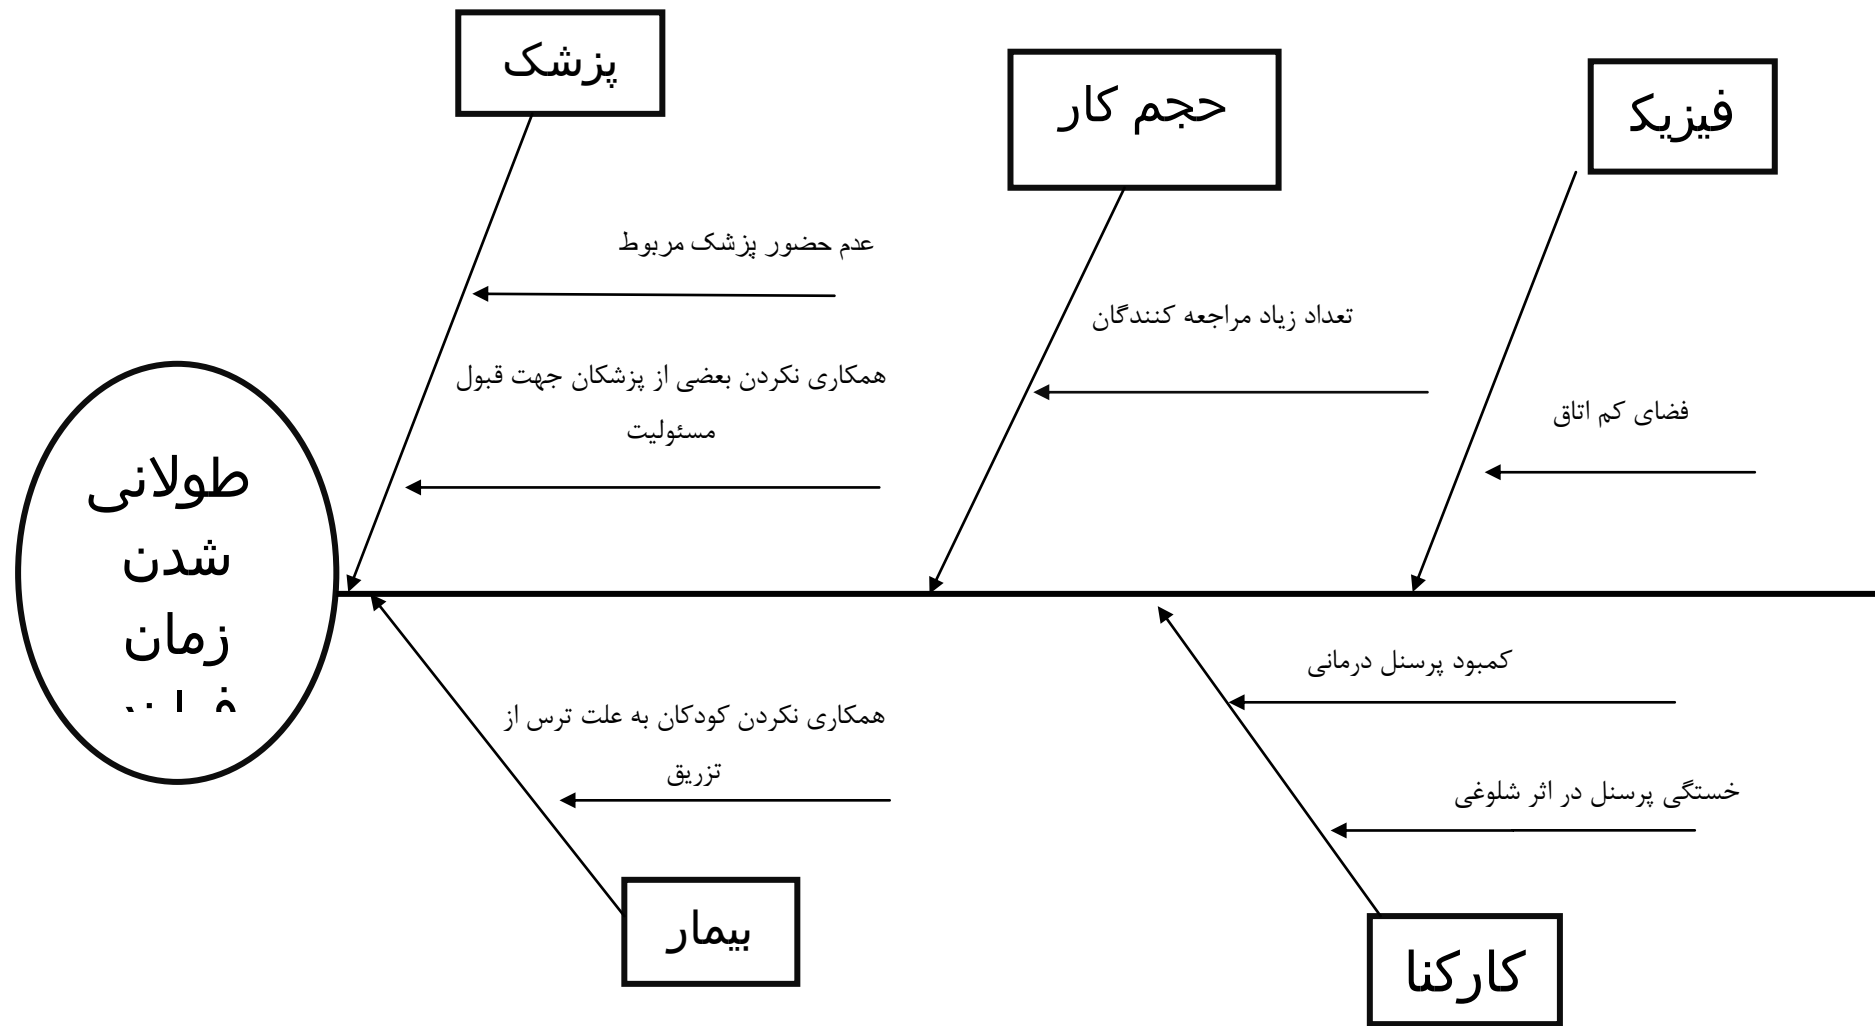 پزشک
حجم کار
فیزیک
عدم حضور پزشک مربوط
تعداد زیاد مراجعه کنندگان
همکاری نکردن بعضی از پزشکان جهت قبول
مسئولیت
فضای کم اتاق
طولانی
شدن
زمان
کمبود پرسنل درمانی
همکاری نکردن کودکان به علت ترس از
تزریق
خستگی پرسنل در اثر شلوغی
بیمار
کارکنا